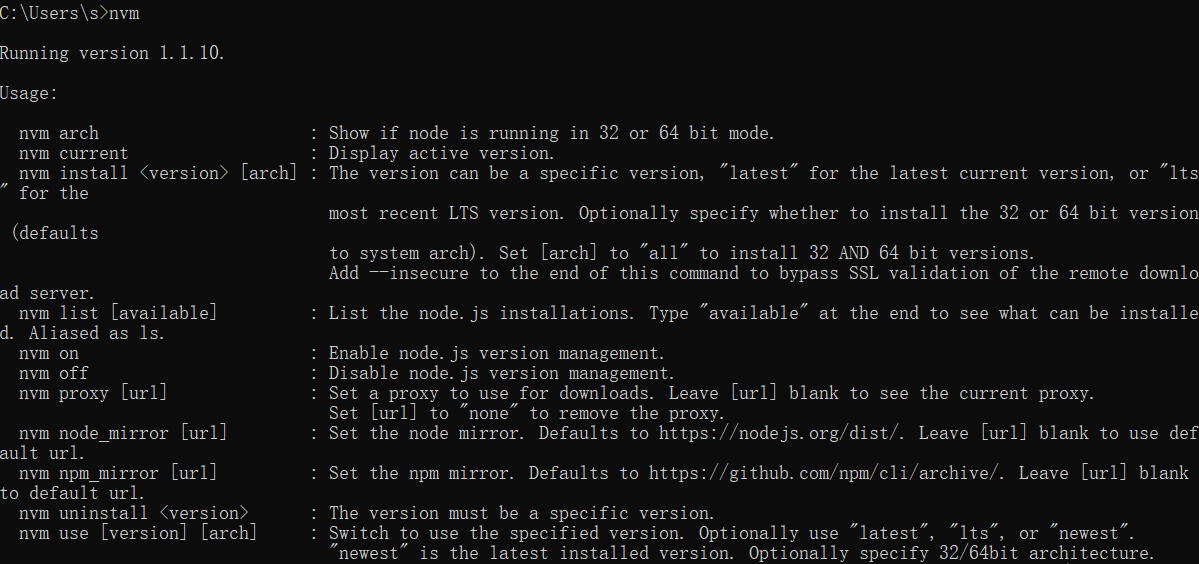 C:\Users\s>nvm
Running version 1.1.10.
Usage:
nvm arch : Show if node is running in 32 or 64 bit mode.
nvm current : Display active version.
nvm install <version> [arch] : The version can be a specific version, "latest" for the latest current version, or "lts
" for the
most recent LTS version. Optionally specify whether to install the 32 or 64 bit version
(defaults
to system arch). Set [arch] to "all" to install 32 AND 64 bit versions.
Add --insecure to the end of this command to bypass SSL validation of the remote downlo
ad server.
nvm list [available] : List the node.js installations. Type "available" at the end to see what can be installe
d. Aliased as ls.
nvm on : Enable node.js version management.
nvm off : Disable node.js version management.
nvm proxy [url] : Set a proxy to use for downloads. Leave [url] blank to see the current proxy.
Set [url] to "none" to remove the proxy.
nvm node_mirror [url] : Set the node mirror. Defaults to https://nodejs.org/dist/. Leave [url] blank to use def
ault url.
nvm npm_mirror [url] : Set the npm mirror. Defaults to https://github.com/npm/cli/archive/. Leave [url] blank
to default url.
nvm uninstall <version> : The version must be a specific version.
nvm use [version] [arch] : Switch to use the specified version. Optionally use "latest", "lts", or "newest".
"newest" is the latest installed version. Optionally specify 32/64bit architecture.